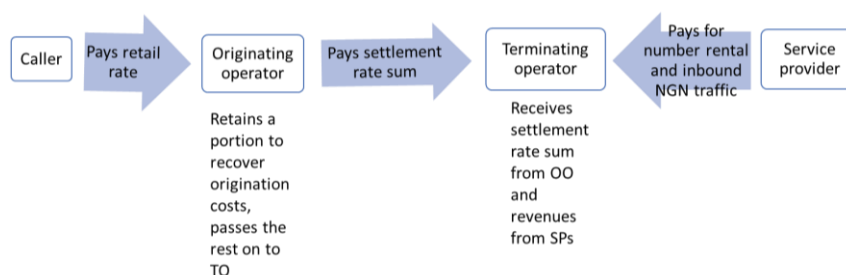 Caller
Pays retail
rate
Originating
operator
Pays settlement
rate sum
Terminating
operator
Pays for
number rental
and inbound
NGN traffic
Service
provider
Retains a
portion to
recover
origination
costs,
passes the
rest on to
TO
Receives
settlement
rate sum
from OO
and
revenues
from SPs